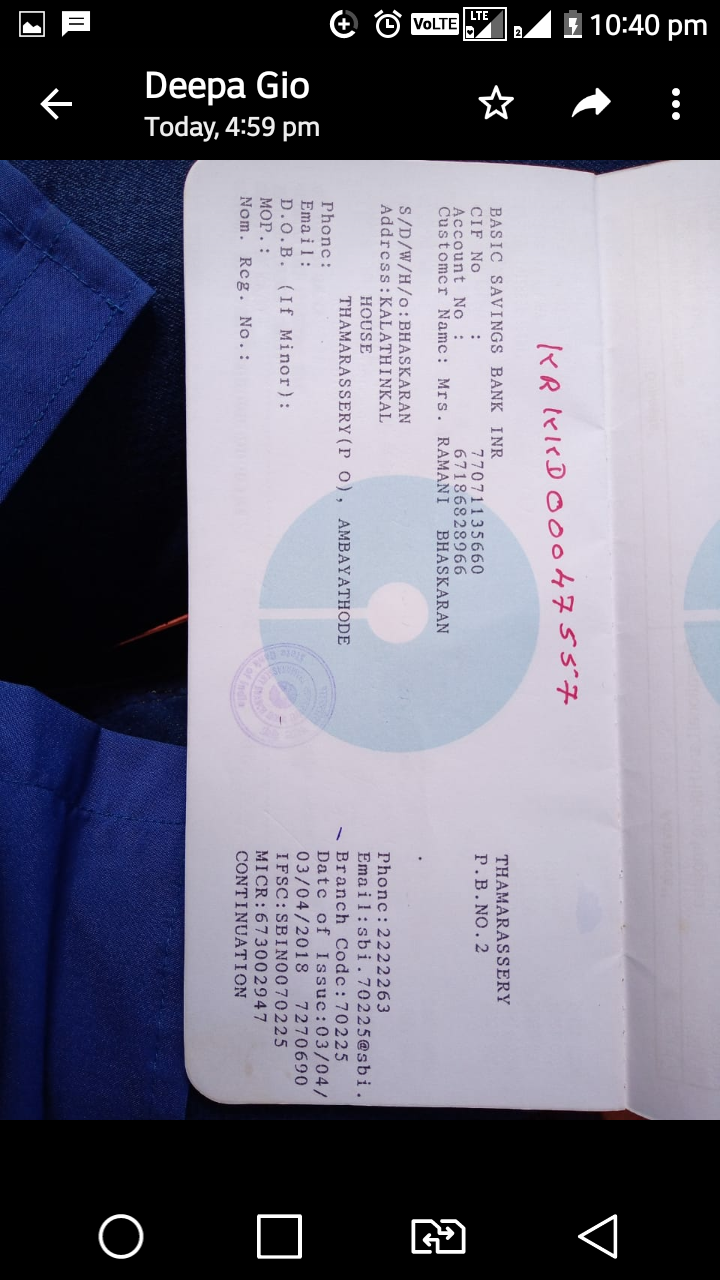 VoLTE
LTE
2
10:40 pm
Deepa Gio
Today, 4:59 pm
KRKKD00047557
BASIC SAVINGS BANK INR
CIF No : 77071135660
Account No : 67186828966
Customer Name: Mrs. RAMANI BHASKARAN
S/D/W/H/o:BHASKARAN
Address:KALATHINKAL
HOUSE
THAMARASSERY(P O), AMBAYATHODE
Phone:
Email:
D.O.B. (If Minor):
MOP.:
Nom. Reg. No.:
THAMARASSERY
P.B.NO.2
Phone:2222263
Email:sbi.70225@sbi.
Branch Code:70225
Date of Issue:03/04/
03/04/2018 7270690
IFSC:SBIN0070225
MICR:673002947
CONTINUATION